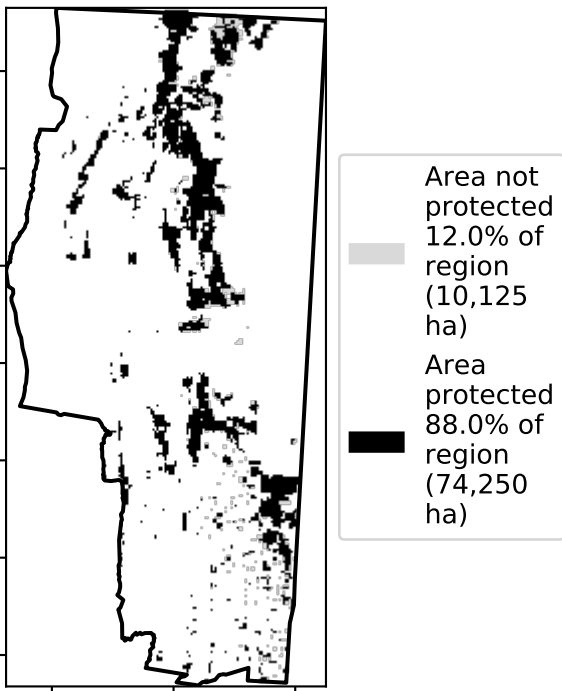 Area not
protected
12.0% of
region
(10,125
ha)
Area
protected
88.0% of
region
(74,250
ha)